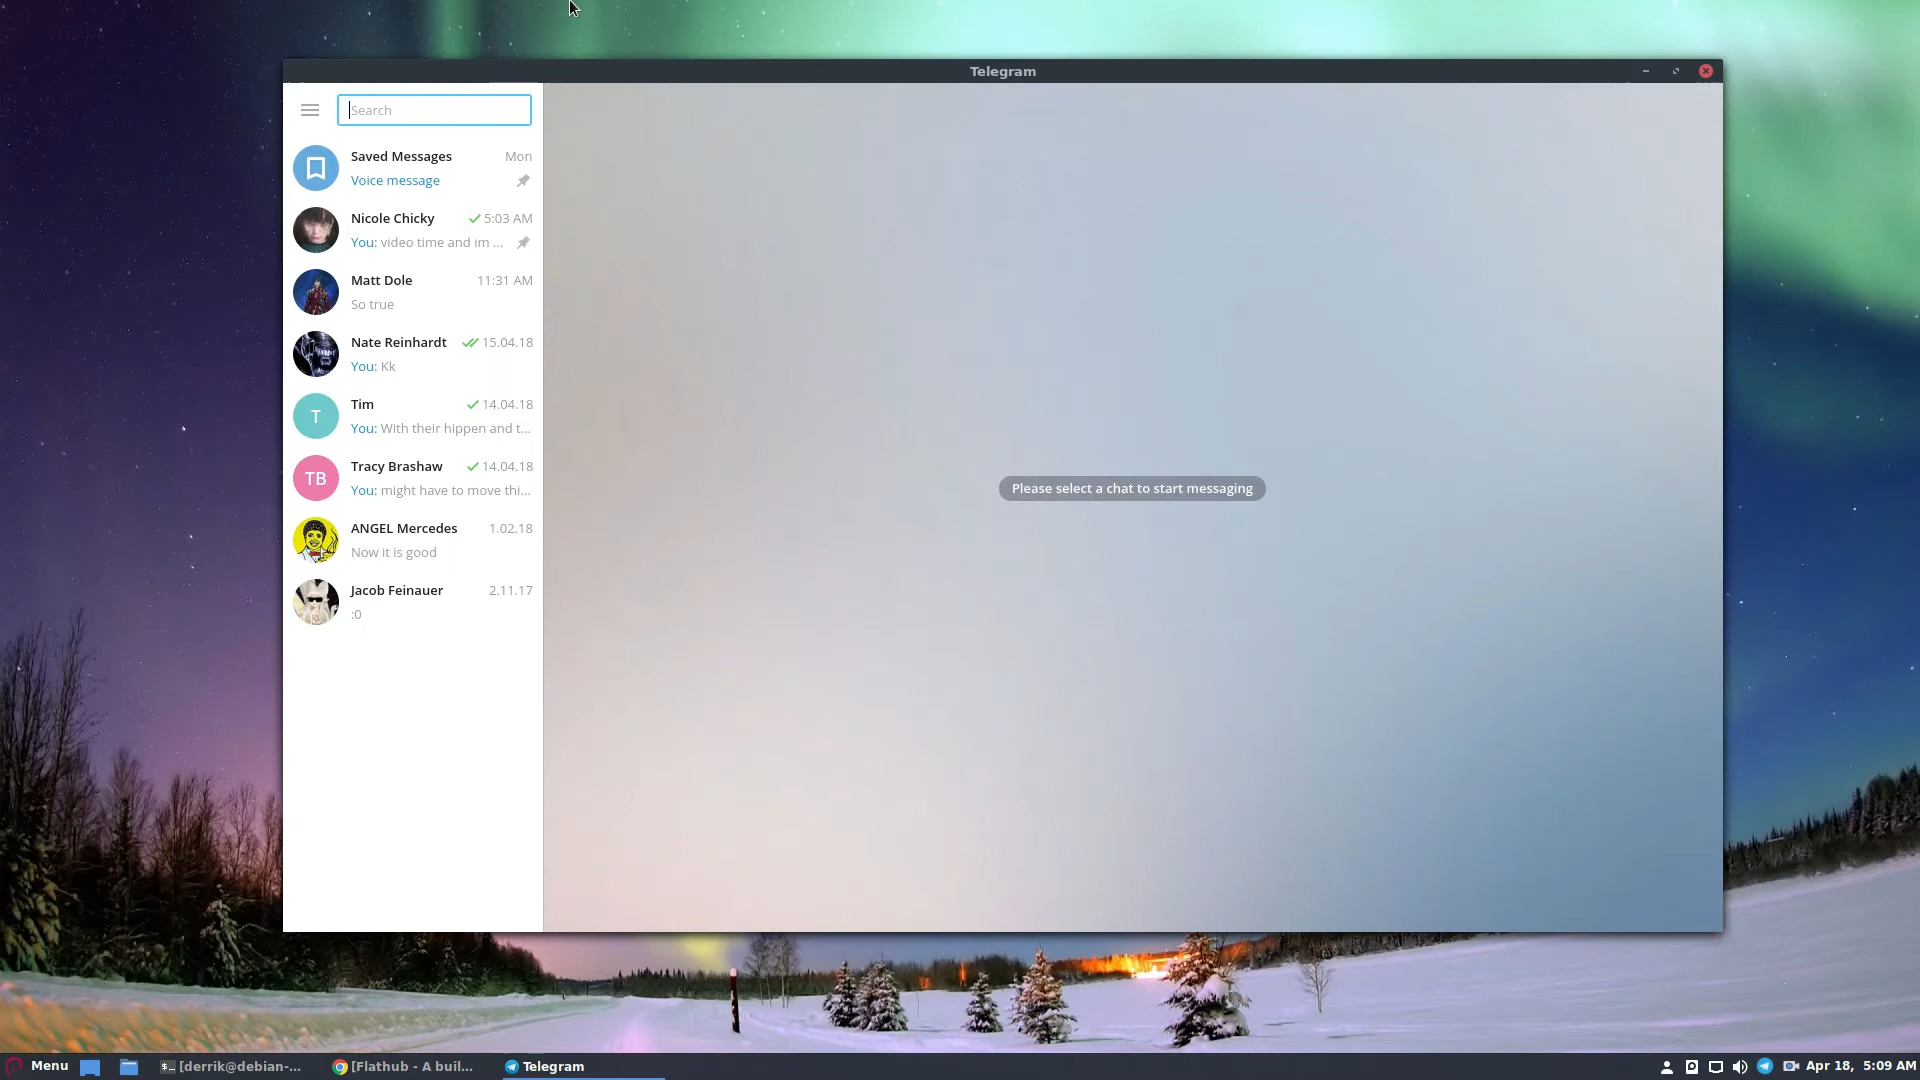 Telegram
Search
Saved Messages Mon
Voice message
Nicole Chicky 5:03 AM
You: video time and im ...
Matt Dole 11:31 AM
So true
Nate Reinhardt 15.04.18
You: Kk
T
Tim 14.04.18
You: With their hippen and t...
TB
Tracy Brashaw 14.04.18
You: might have to move thi...
ANGEL Mercedes 1.02.18
Now it is good
Jacob Feinauer 2.11.17
:0
Please select a chat to start messaging
Menu [derrik@debian-... [Flathub - A buil... Telegram Apr 18, 5:09 AM